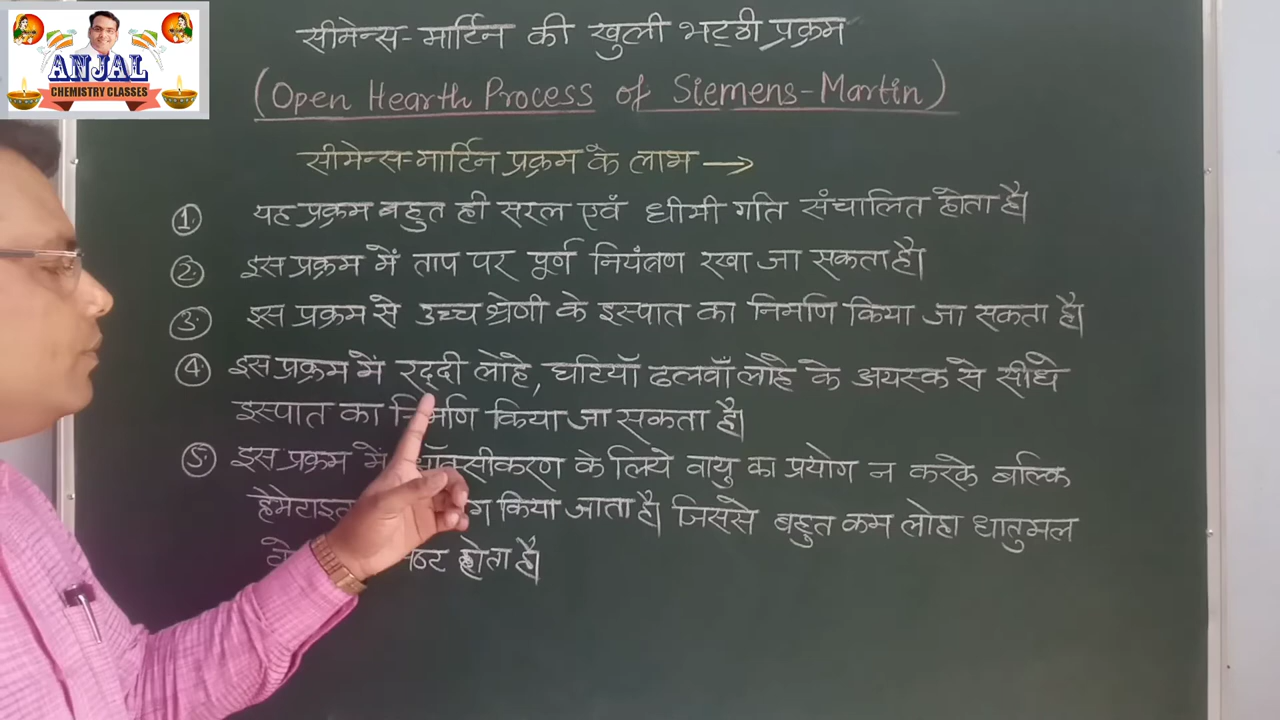 ANJAL
CHEMISTRY CLASSES
सीमेन्स-मार्टिन की खुली भट्ठी प्रक्रम
(Open Hearth Process of Siemens-Martin)
सीमेन्स-मार्टिन प्रक्रम के लाभ →
① यह प्रक्रम बहुत ही सरल एवं धीमी गति संचालित होता है।
② इस प्रक्रम में ताप पर पूर्ण नियंत्रण रखा जा सकता है।
③ इस प्रक्रम से उच्च श्रेणी के इस्पात का निर्माण किया जा सकता है।
④ इस प्रक्रम में रद्दी लोहे, घटियाँ ढलवाँ लोहे के अयस्क से सीधे
इस्पात का निर्माण किया जा सकता है।
⑤ इस प्रक्रम में के लिये वायु का प्रयोग न करके बल्कि
किया जाता है। जिससे बहुत कम लोहा धातुमल
होता है।